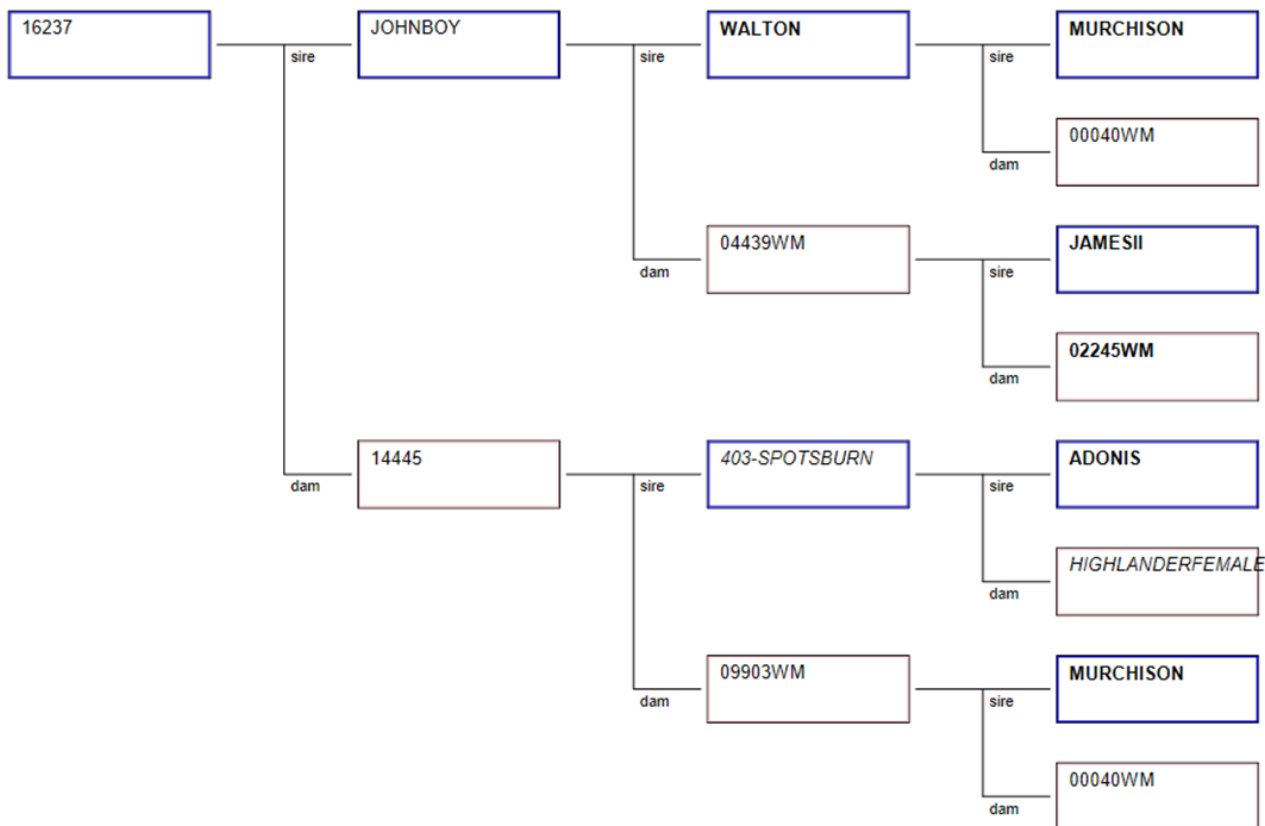 16237
sire
JOHNBOY
sire
WALTON
sire
MURCHISON
dam
00040WM
dam
04439WM
sire
JAMESII
dam
02245WM
dam
14445
sire
403-SPOTSBURN
sire
ADONIS
dam
HIGHLANDERFEMALE
dam
09903WM
sire
MURCHISON
dam
00040WM